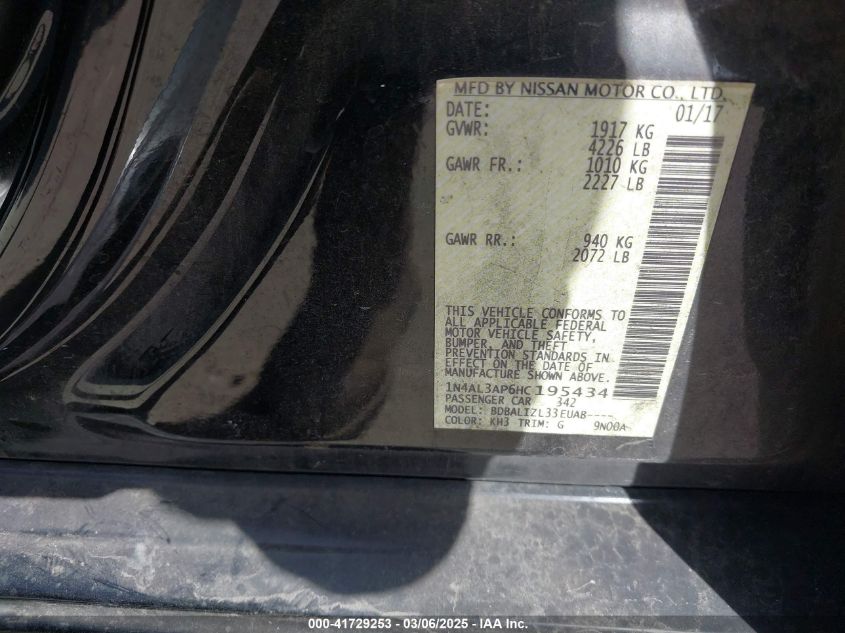 MFD BY NISSAN MOTOR CO., LTD.
DATE: 01/17
GVWR: 1917 KG
4226 LB
GAWR FR.: 1010 KG
2227 LB
GAWR RR.: 940 KG
2072 LB
THIS VEHICLE CONFORMS TO
ALL APPLICABLE FEDERAL
MOTOR VEHICLE SAFETY,
BUMPER, AND THEFT
PREVENTION STANDARDS IN
EFFECT ON THE DATE OF
MANUFACTURE SHOWN ABOVE.
1N4AL3AP6HC195434
PASSENGER CAR 342
MODEL: BDBALIZL33EUAB----
COLOR: KH3 TRIM: G 9N00A
000-41729253 - 03/06/2025 - IAA Inc.